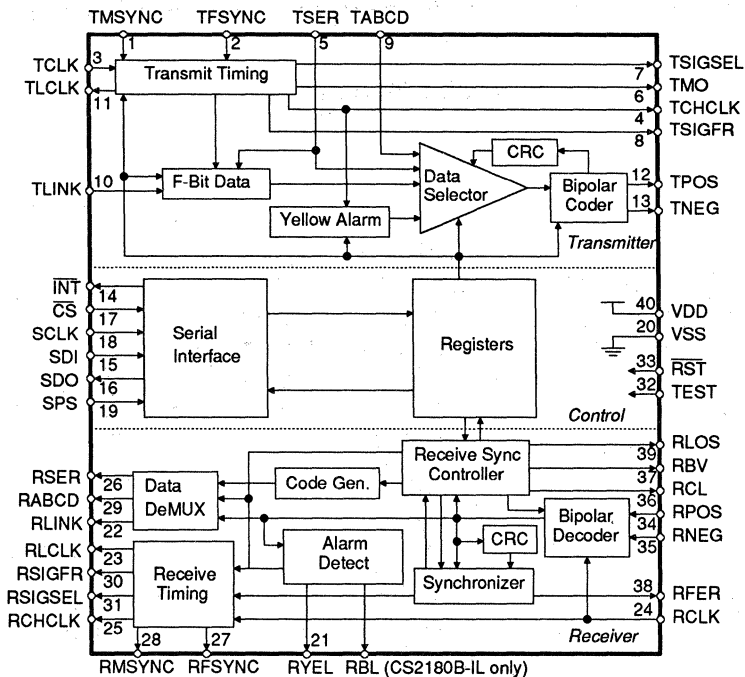 TMSYNC TFSYNC TSER TABCD
1 2 5 9
TCLK 3 Transmit Timing 7 TSIGSEL
TLCLK 11 6 TMO
4 TCHCLK
8 TSIGFR
CRC
TLINK 10 F-Bit Data Data Selector Bipolar Coder 12 TPOS
Yellow Alarm 13 TNEG
Transmitter
INT 14
CS 17 40 VDD
SCLK 18 Serial Interface Registers 20 VSS
SDI 15
SDO 16 33 RST
SPS 19 32 TEST
Control
Receive Sync Controller 39 RLOS
RSER 26 Data DeMUX Code Gen. 37 RBV
RABCD 29 36 RCL
RLINK 22 Bipolar Decoder 34 RPOS
RLCLK 23 Alarm Detect CRC 35 RNEG
RSIGFR 30 Receive Timing
RSIGSEL 31 Synchronizer 38 RFER
RCHCLK 25 24 RCLK
28 27 21 Receiver
RMSYNC RFSYNC RYEL RBL (CS2180B-IL only)